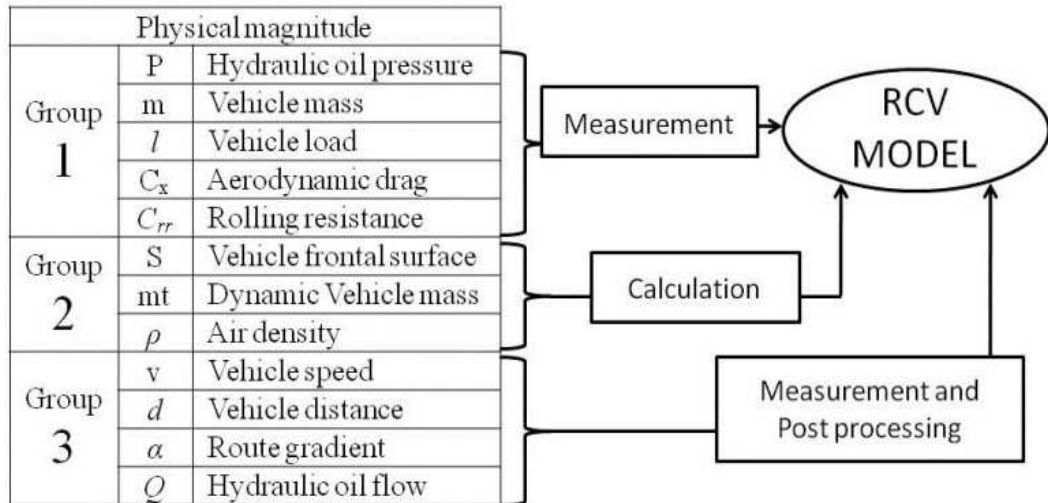 Physical magnitude
Group
1
P Hydraulic oil pressure
m Vehicle mass
l Vehicle load
Cx Aerodynamic drag
Crr Rolling resistance
Group
2
S Vehicle frontal surface
mt Dynamic Vehicle mass
ρ Air density
Group
3
v Vehicle speed
d Vehicle distance
α Route gradient
Q Hydraulic oil flow
Measurement
Calculation
Measurement and
Post processing
RCV
MODEL